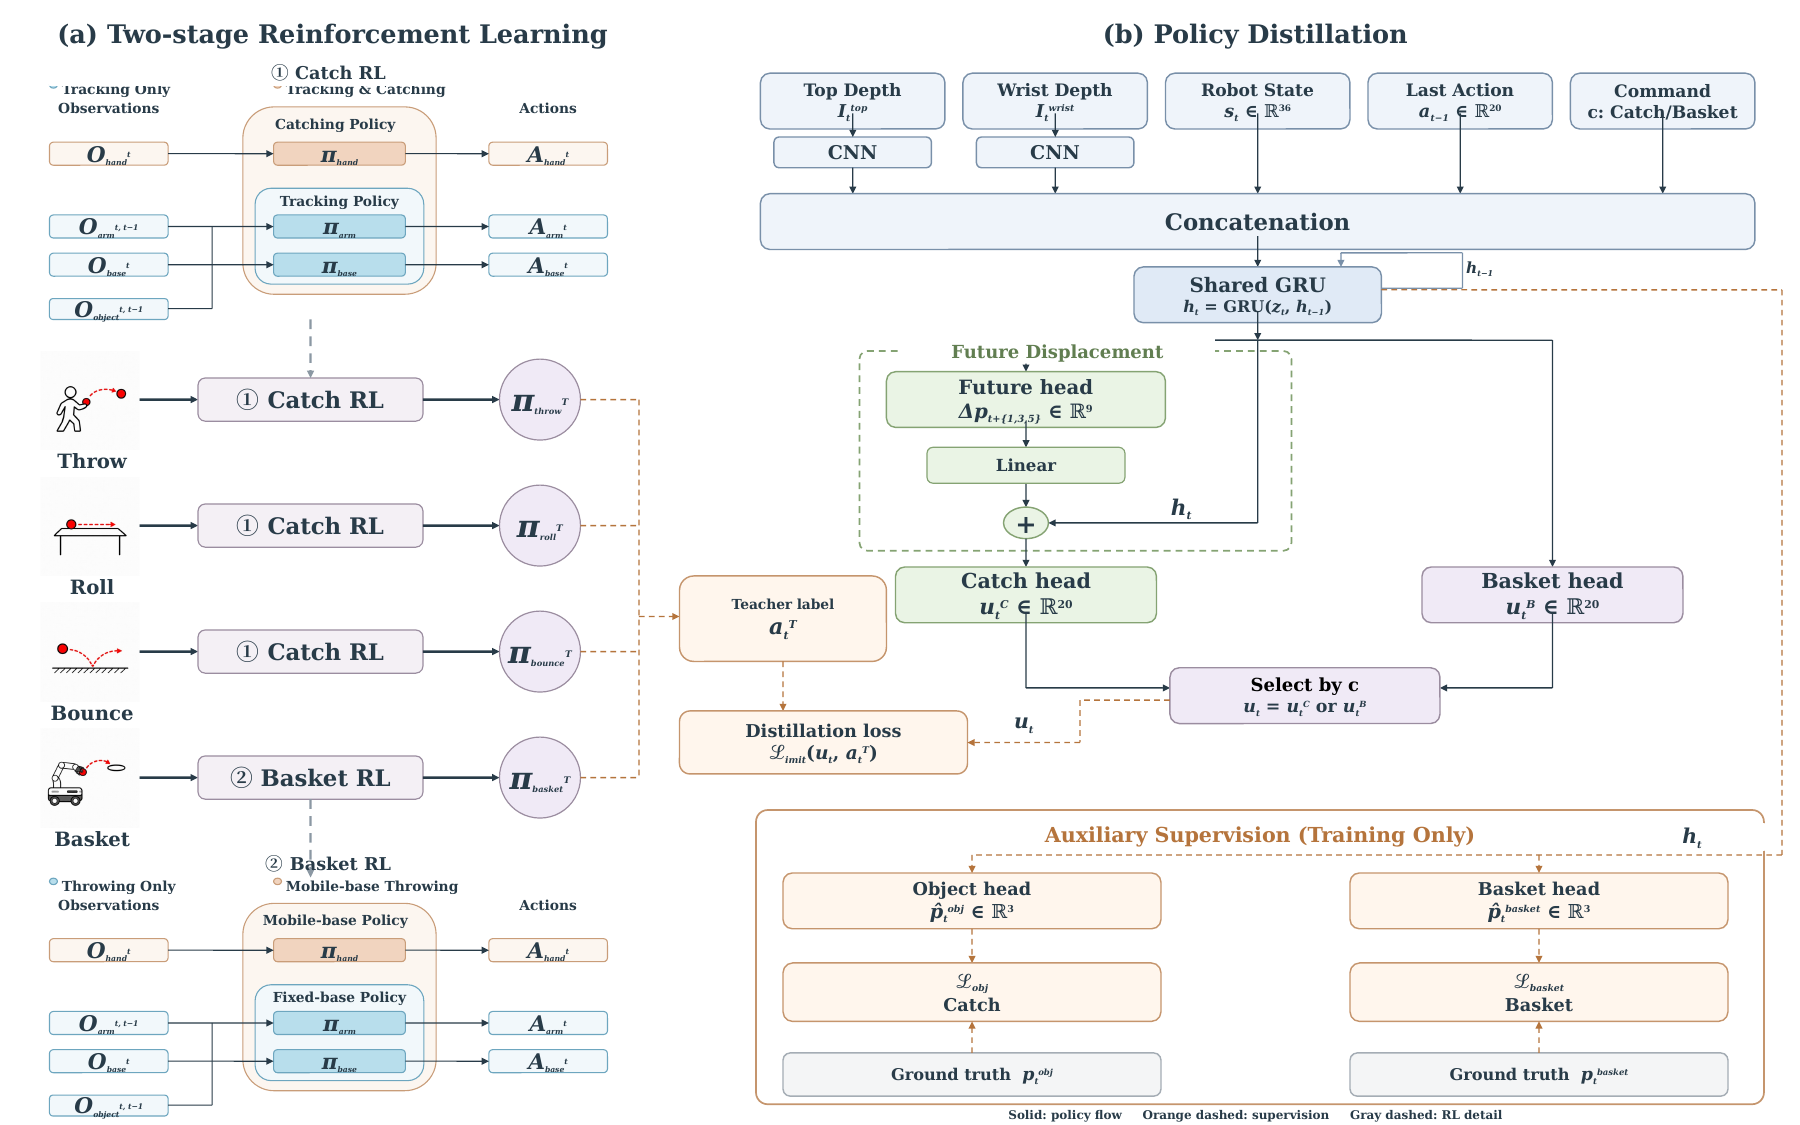 (a) Two-stage Reinforcement Learning
① Catch RL
Tracking Only
Tracking & Catching
Observations
Actions
Catching Policy
O_hand^t
π_hand
A_hand^t
Tracking Policy
O_arm^t, t−1
π_arm
A_arm^t
O_base^t
π_base
A_base^t
O_object^t, t−1
① Catch RL
π_throw^T
Throw
① Catch RL
π_roll^T
Roll
① Catch RL
π_bounce^T
Bounce
② Basket RL
π_basket^T
Basket
② Basket RL
Throwing Only
Mobile-base Throwing
Observations
Actions
Mobile-base Policy
O_hand^t
π_hand
A_hand^t
Fixed-base Policy
O_arm^t, t−1
π_arm
A_arm^t
O_base^t
π_base
A_base^t
O_object^t, t−1
(b) Policy Distillation
Top Depth
I_t^top
Wrist Depth
I_t^wrist
Robot State
s_t ∈ ℝ^36
Last Action
a_t−1 ∈ ℝ^20
Command
c: Catch/Basket
CNN
CNN
Concatenation
Shared GRU
h_t = GRU(z_t, h_t−1)
h_t−1
Future Displacement
Future head
Δp_t+{1,3,5} ∈ ℝ^9
Linear
h_t
+
Catch head
u_t^C ∈ ℝ^20
Basket head
u_t^B ∈ ℝ^20
Teacher label
a_t^T
Select by c
u_t = u_t^C or u_t^B
u_t
Distillation loss
ℒ_imit(u_t, a_t^T)
Auxiliary Supervision (Training Only)
h_t
Object head
p̂_t^obj ∈ ℝ^3
Basket head
p̂_t^basket ∈ ℝ^3
ℒ_obj
Catch
ℒ_basket
Basket
Ground truth p_t^obj
Ground truth p_t^basket
Solid: policy flow Orange dashed: supervision Gray dashed: RL detail